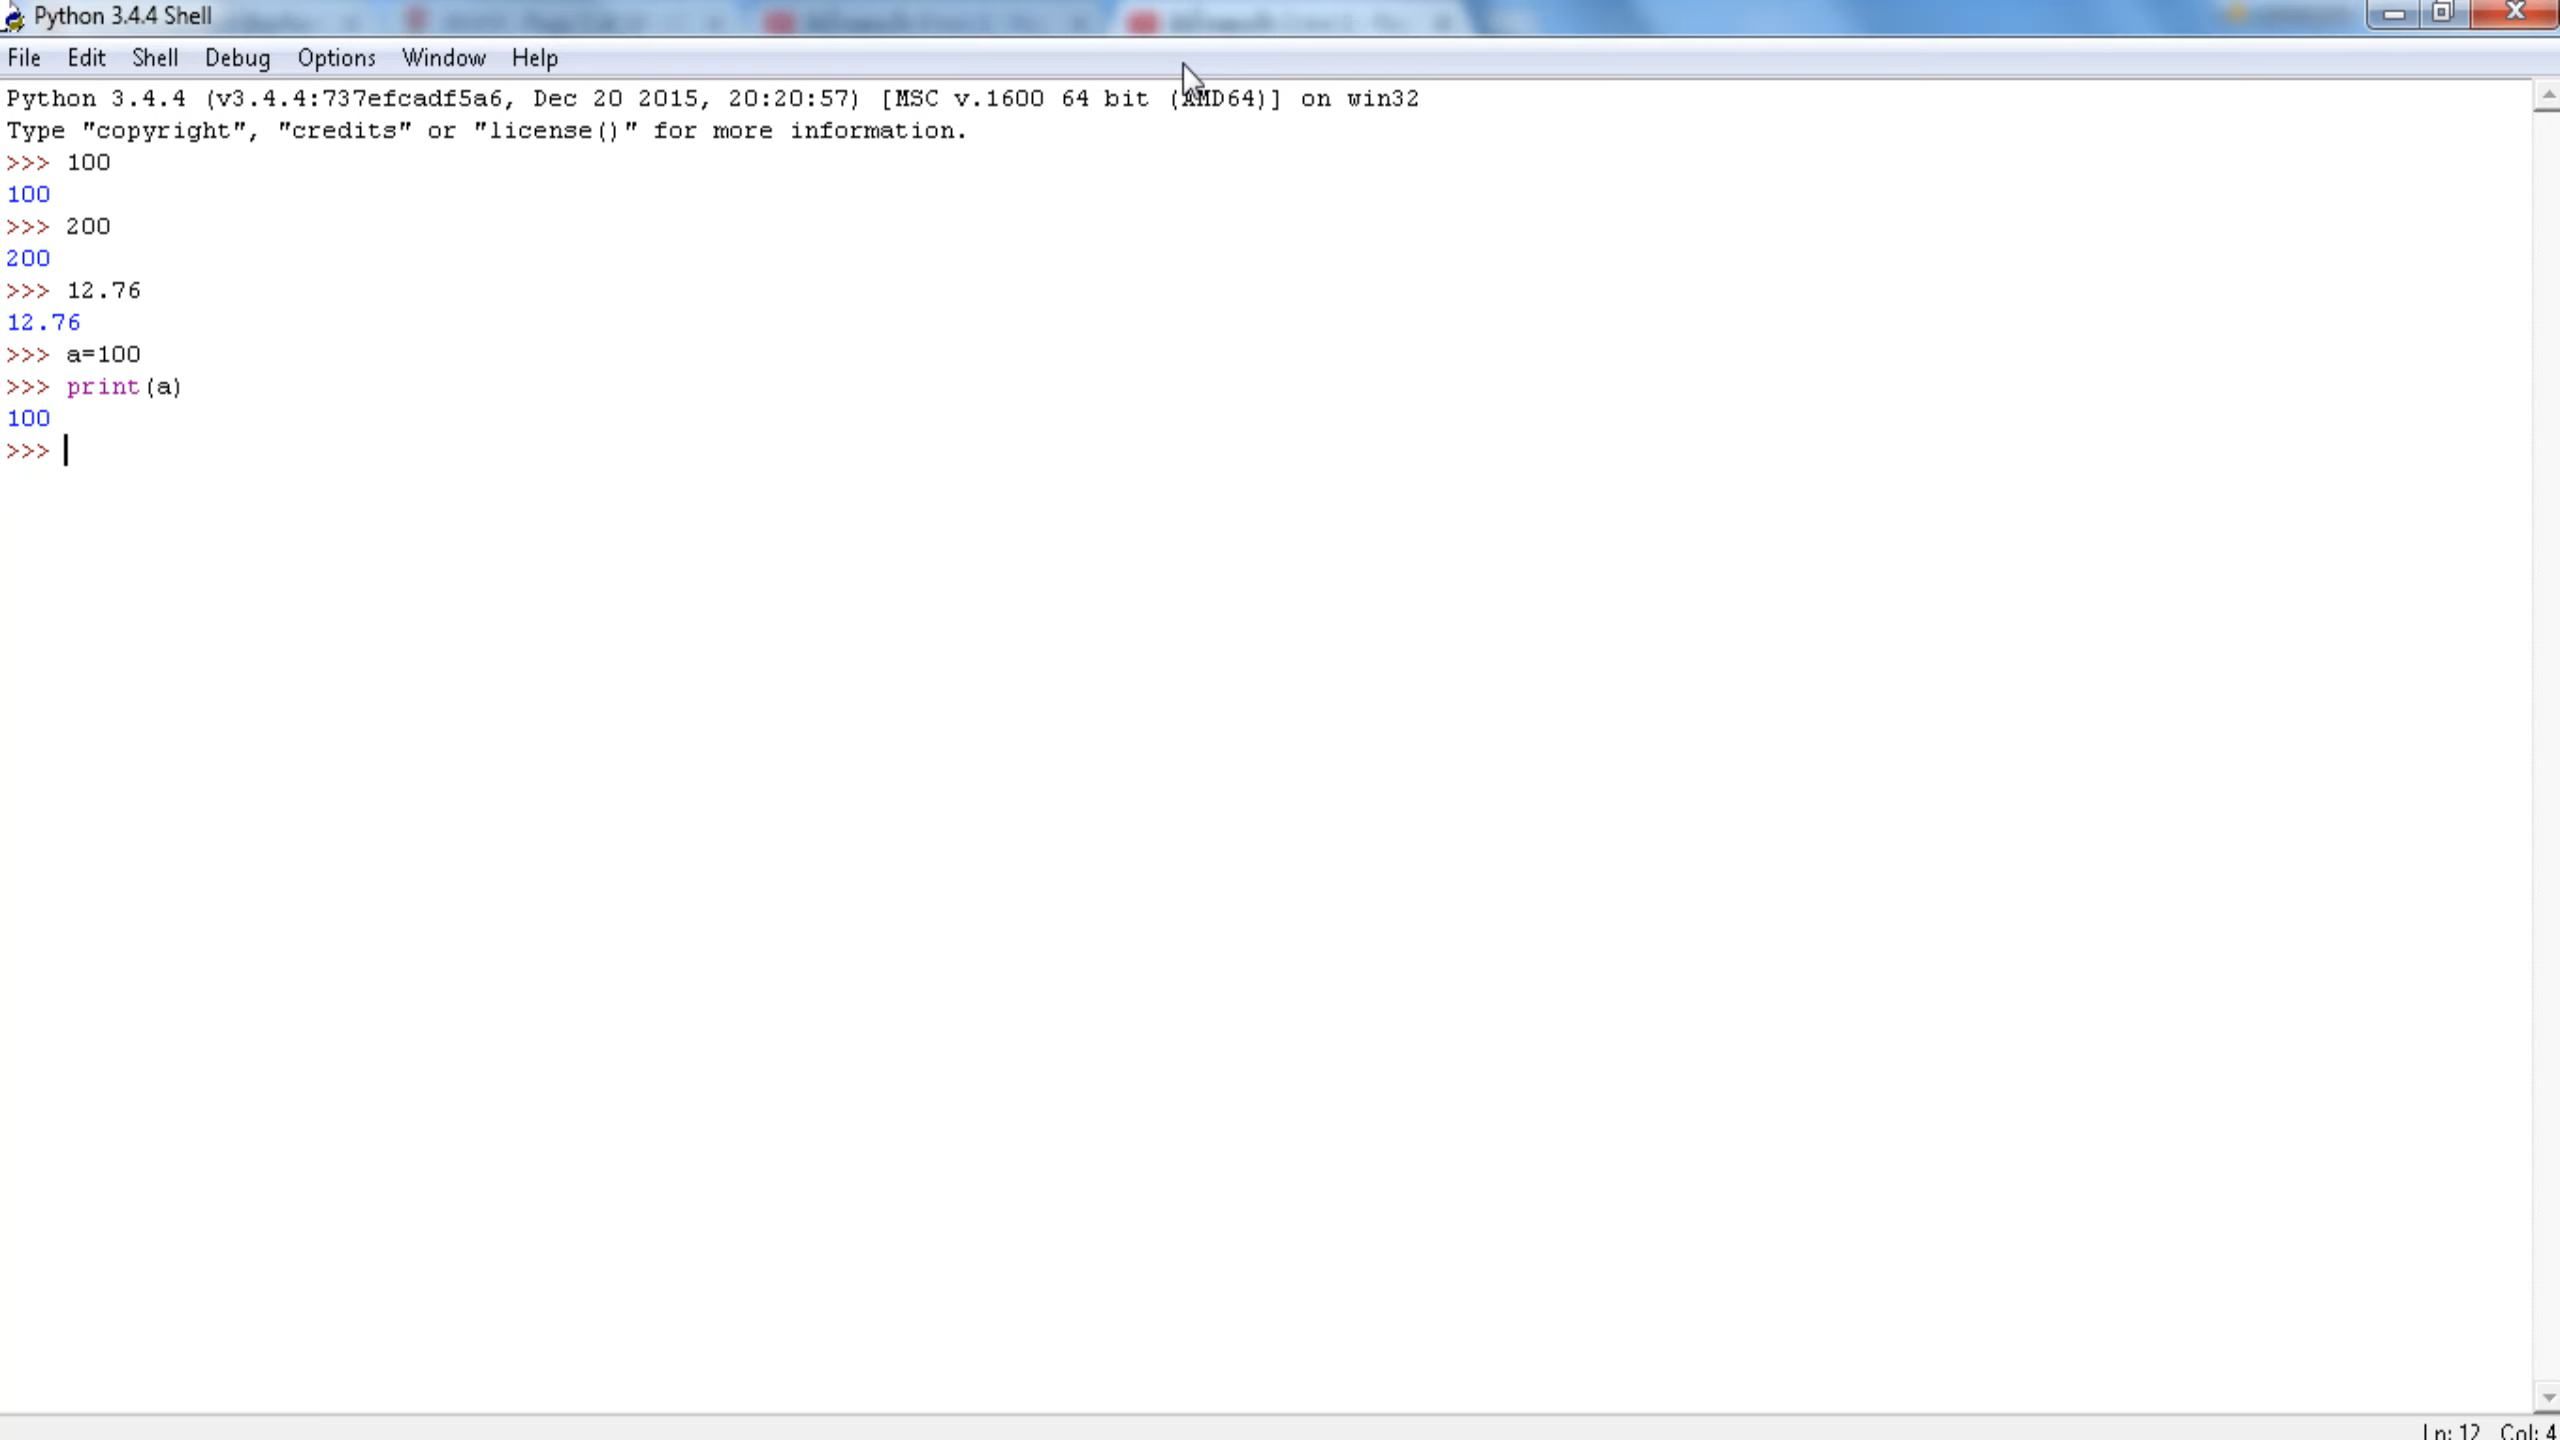 Python 3.4.4 Shell
File Edit Shell Debug Options Window Help
Python 3.4.4 (v3.4.4:737efcadf5a6, Dec 20 2015, 20:20:57) [MSC v.1600 64 bit (AMD64)] on win32
Type "copyright", "credits" or "license()" for more information.
>>> 100
100
>>> 200
200
>>> 12.76
12.76
>>> a=100
>>> print(a)
100
>>>
Ln: 12 Col: 4